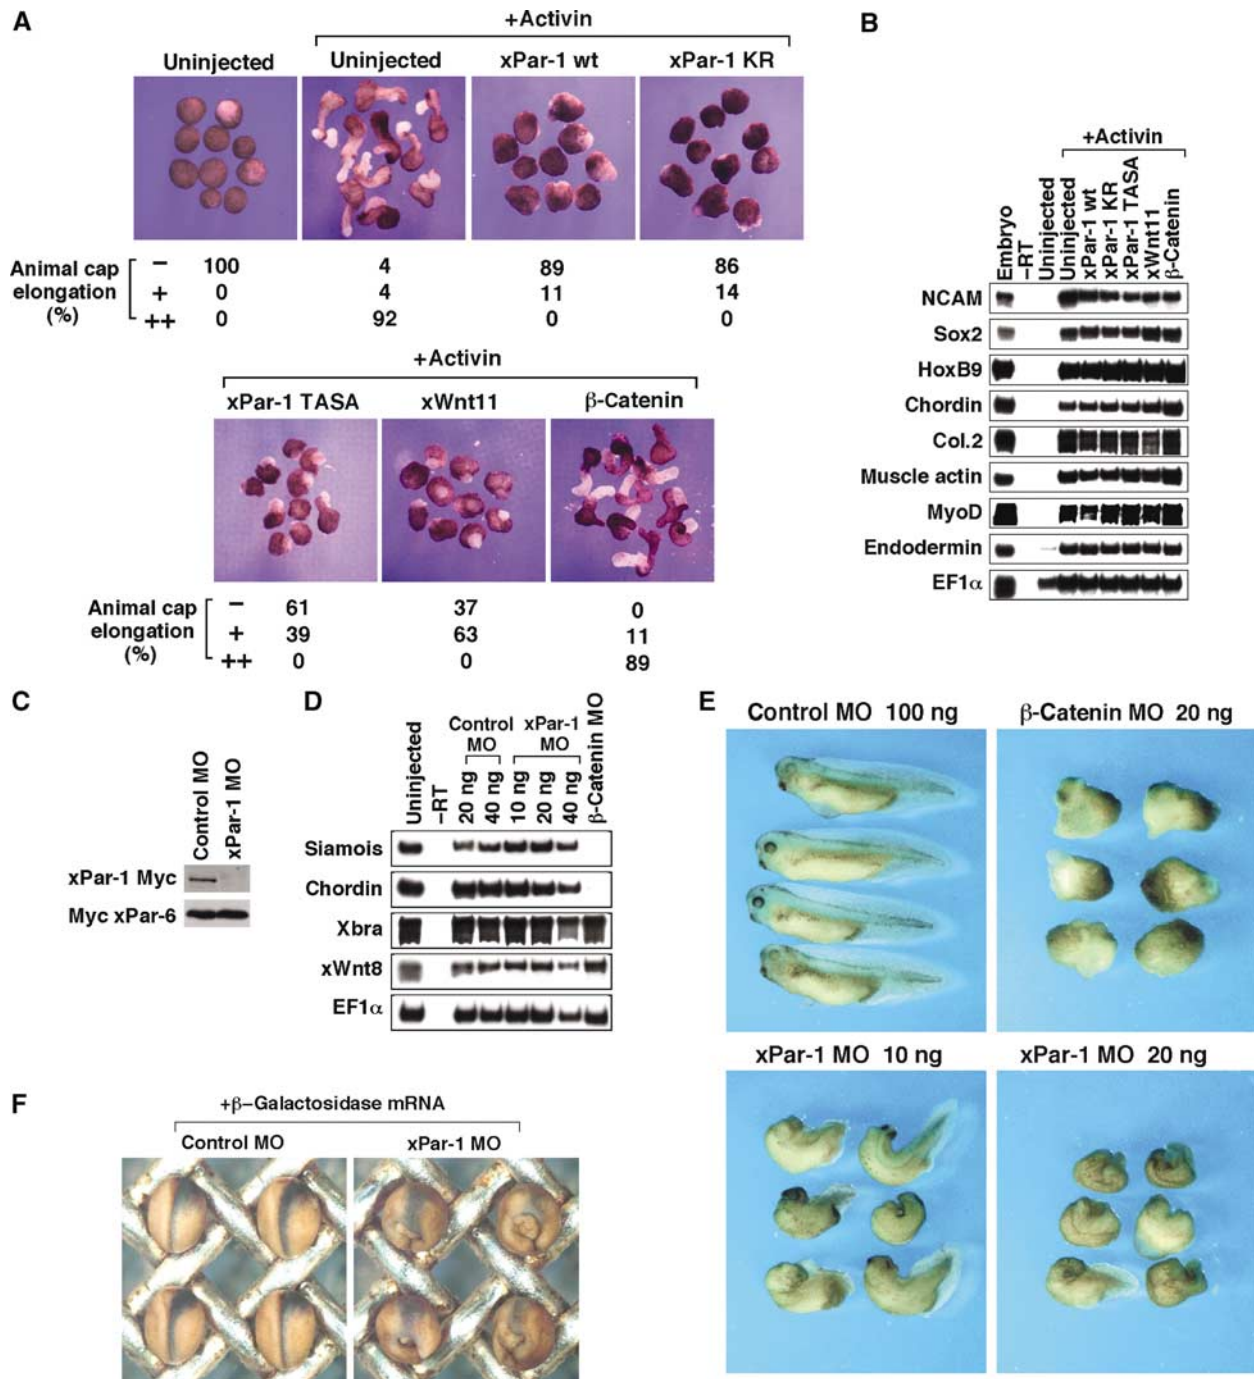 A
+Activin
Uninjected Uninjected xPar-1 wt xPar-1 KR
Animal cap elongation (%)
− 100 4 89 86
+ 0 4 11 14
++ 0 92 0 0
+Activin
xPar-1 TASA xWnt11 β-Catenin
Animal cap elongation (%)
− 61 37 0
+ 39 63 11
++ 0 0 89
B
+Activin
Embryo –RT Uninjected Uninjected xPar-1 wt xPar-1 KR xPar-1 TASA xWnt11 β-Catenin
NCAM
Sox2
HoxB9
Chordin
Col.2
Muscle actin
MyoD
Endodermin
EF1α
C
Control MO xPar-1 MO
xPar-1 Myc
Myc xPar-6
D
Control MO xPar-1 MO
Uninjected –RT 20 ng 40 ng 10 ng 20 ng 40 ng β-Catenin MO
Siamois
Chordin
Xbra
xWnt8
EF1α
E
Control MO 100 ng β-Catenin MO 20 ng
xPar-1 MO 10 ng xPar-1 MO 20 ng
F
+β–Galactosidase mRNA
Control MO xPar-1 MO